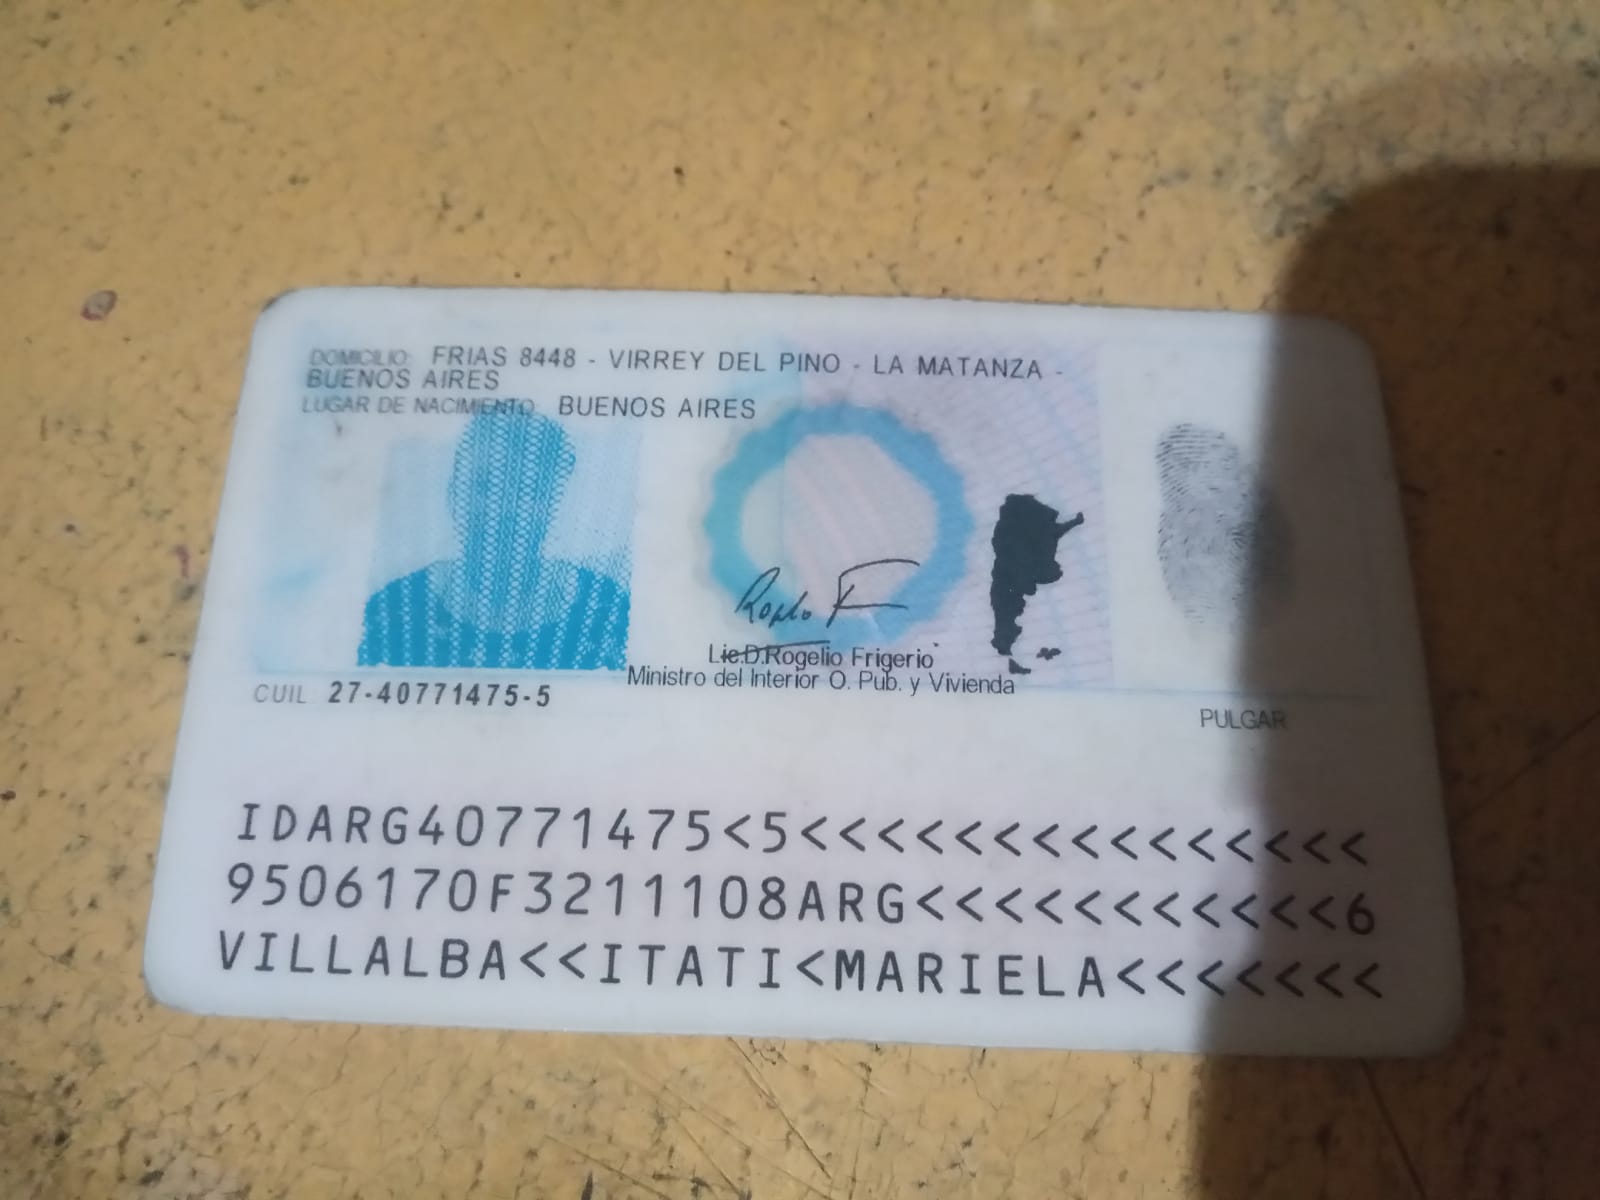 DOMICILIO: FRIAS 8448 - VIRREY DEL PINO - LA MATANZA -
BUENOS AIRES
LUGAR DE NACIMIENTO BUENOS AIRES
Lic.D.Rogelio Frigerio
Ministro del Interior O. Pub. y Vivienda
CUIL 27-40771475-5
PULGAR
IDARG40771475<5<<<<<<<<<<<<<<<
9506170F3211108ARG<<<<<<<<<<<6
VILLALBA<<ITATI<MARIELA<<<<<<<